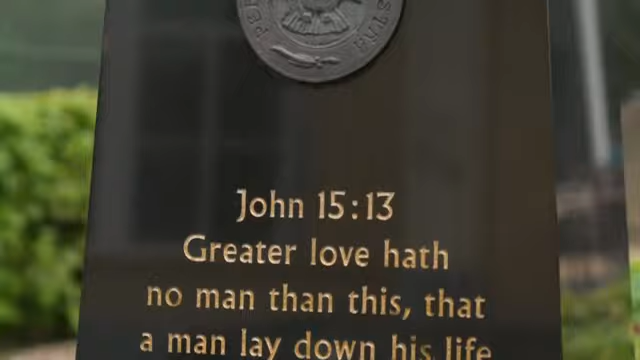 John 15:13
Greater love hath
no man than this, that
a man lay down his life